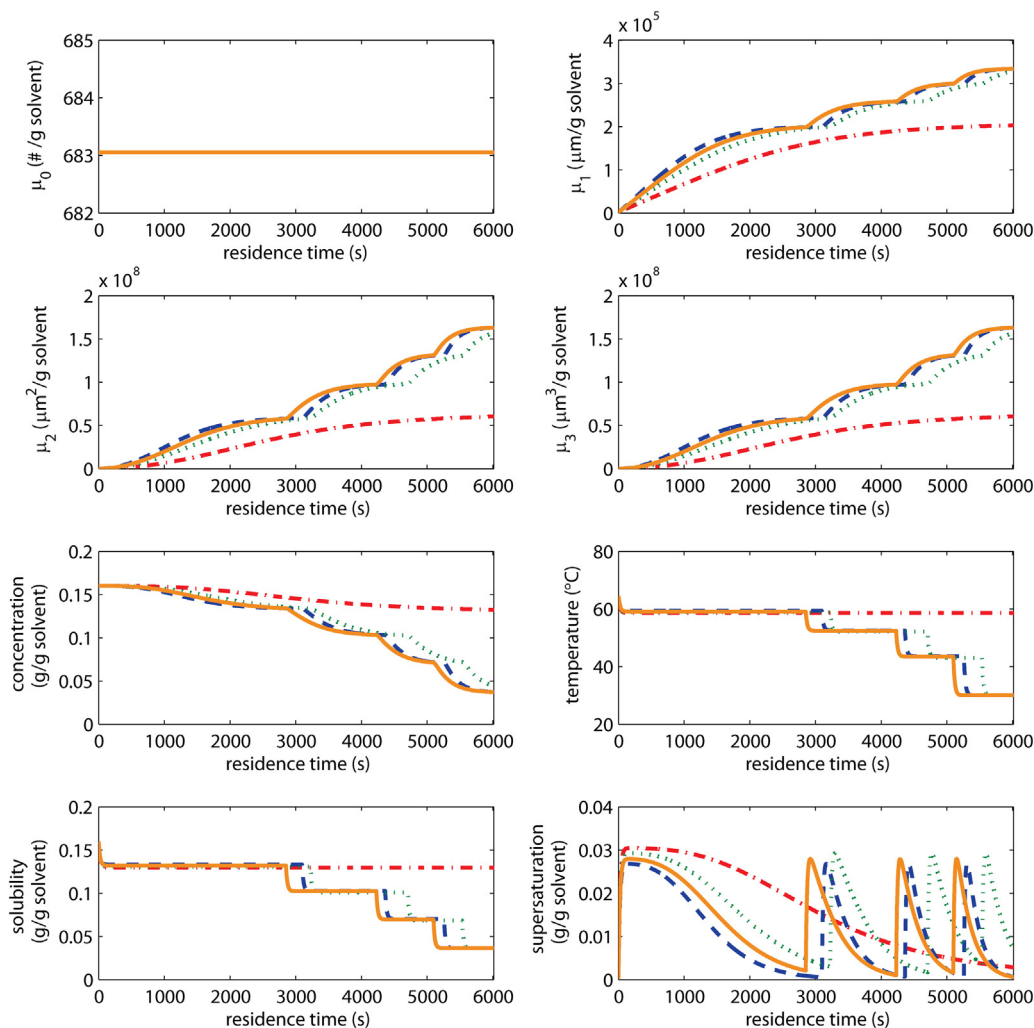 685
684
683
682
μ0 (# /g solvent)
0 1000 2000 3000 4000 5000 6000
residence time (s)
x 10^5
4
3
2
1
0
μ1 (μm/g solvent
0 1000 2000 3000 4000 5000 6000
residence time (s)
x 10^8
2
1.5
1
0.5
0
μ2 (μm^2/g solvent
0 1000 2000 3000 4000 5000 6000
residence time (s)
x 10^8
2
1.5
1
0.5
0
μ3 (μm^3/g solvent
0 1000 2000 3000 4000 5000 6000
residence time (s)
0.2
0.15
0.1
0.05
0
concentration
(g/g solvent)
0 1000 2000 3000 4000 5000 6000
residence time (s)
80
60
40
20
temperature (°C)
0 1000 2000 3000 4000 5000 6000
residence time (s)
0.2
0.15
0.1
0.05
0
solubility
(g/g solvent)
0 1000 2000 3000 4000 5000 6000
residence time (s)
0.04
0.03
0.02
0.01
0
supersaturation
(g/g solvent)
0 1000 2000 3000 4000 5000 6000
residence time (s)